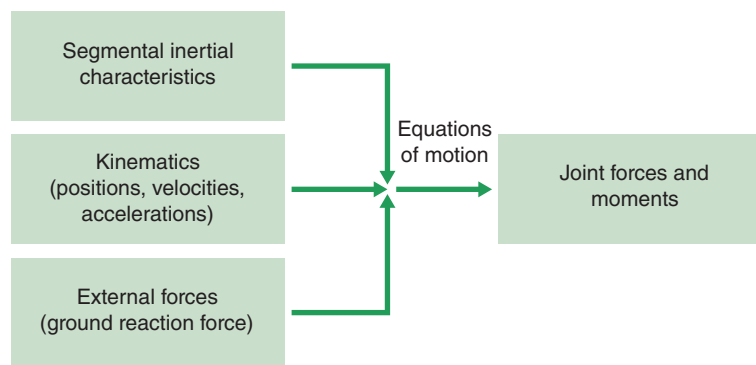 Segmental inertial
characteristics
Kinematics
(positions, velocities,
accelerations)
External forces
(ground reaction force)
Equations
of motion
Joint forces and
moments